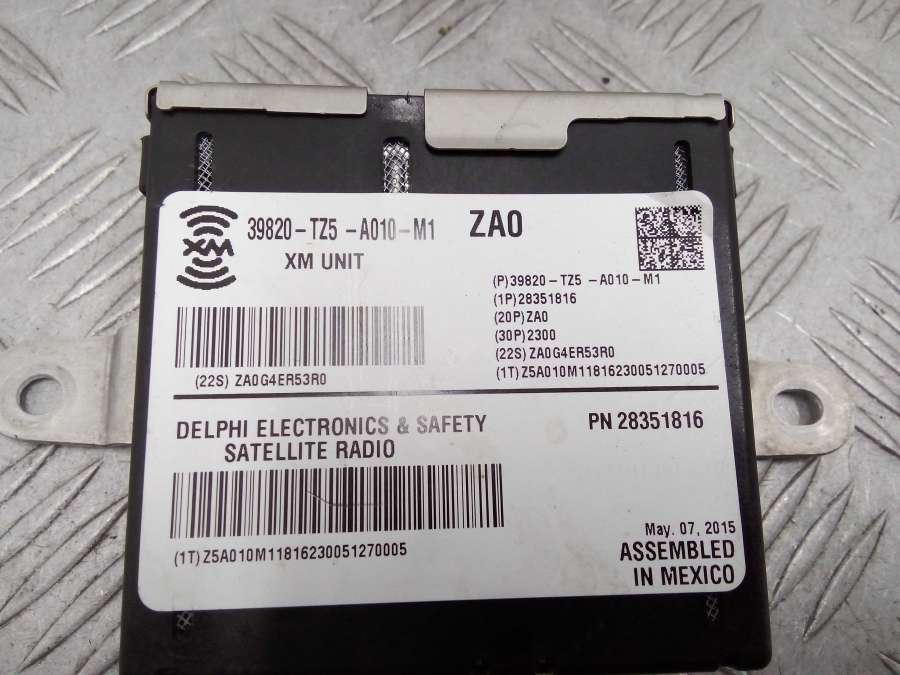 XM
39820-TZ5 -A010-M1 ZA0
XM UNIT
(P)39820-TZ5 -A010-M1
(1P)28351816
(20P)ZA0
(30P)2300
(22S) ZA0G4ER53R0
(1T)Z5A010M11816230051270005
(22S) ZA0G4ER53R0
DELPHI ELECTRONICS & SAFETY
SATELLITE RADIO
PN 28351816
(1T)Z5A010M11816230051270005
May. 07, 2015
ASSEMBLED
IN MEXICO